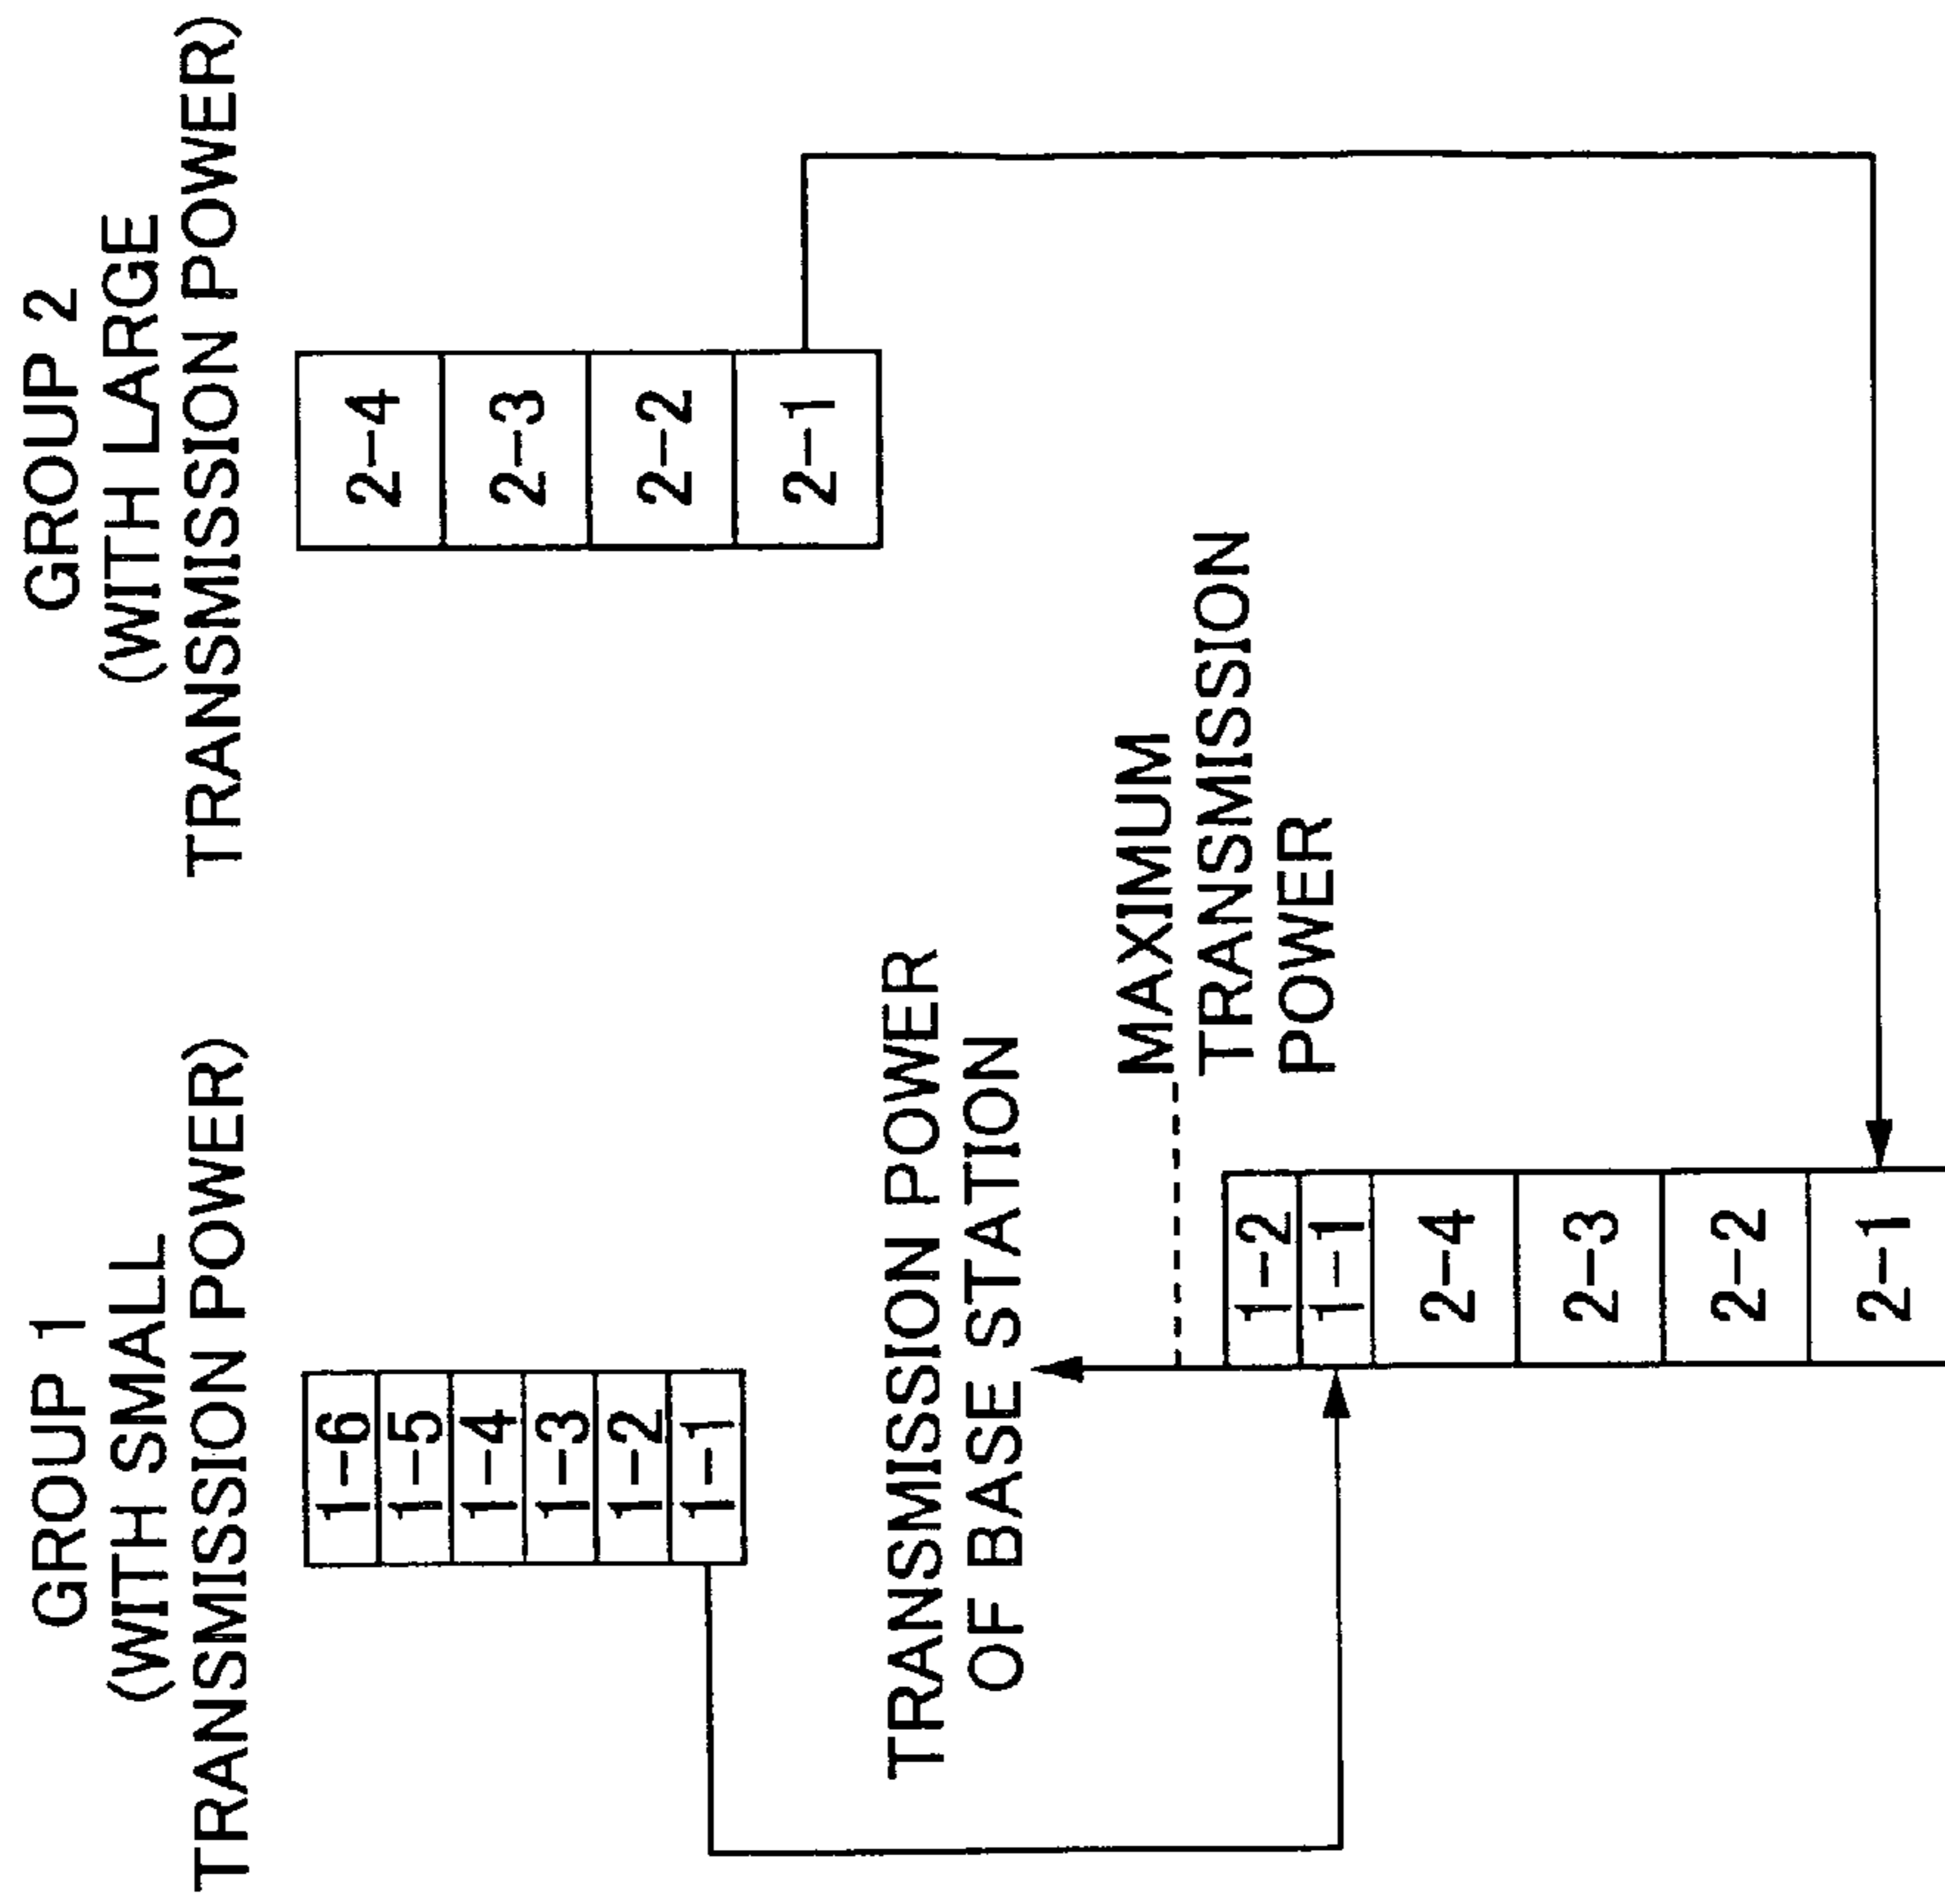 GROUP 1
(WITH SMALL
TRANSMISSION POWER)
1-6
1-5
1-4
1-3
1-2
1-1
GROUP 2
(WITH LARGE
TRANSMISSION POWER)
2-4
2-3
2-2
2-1
TRANSMISSION POWER
OF BASE STATION
MAXIMUM
TRANSMISSION
POWER
1-2
1-1
2-4
2-3
2-2
2-1